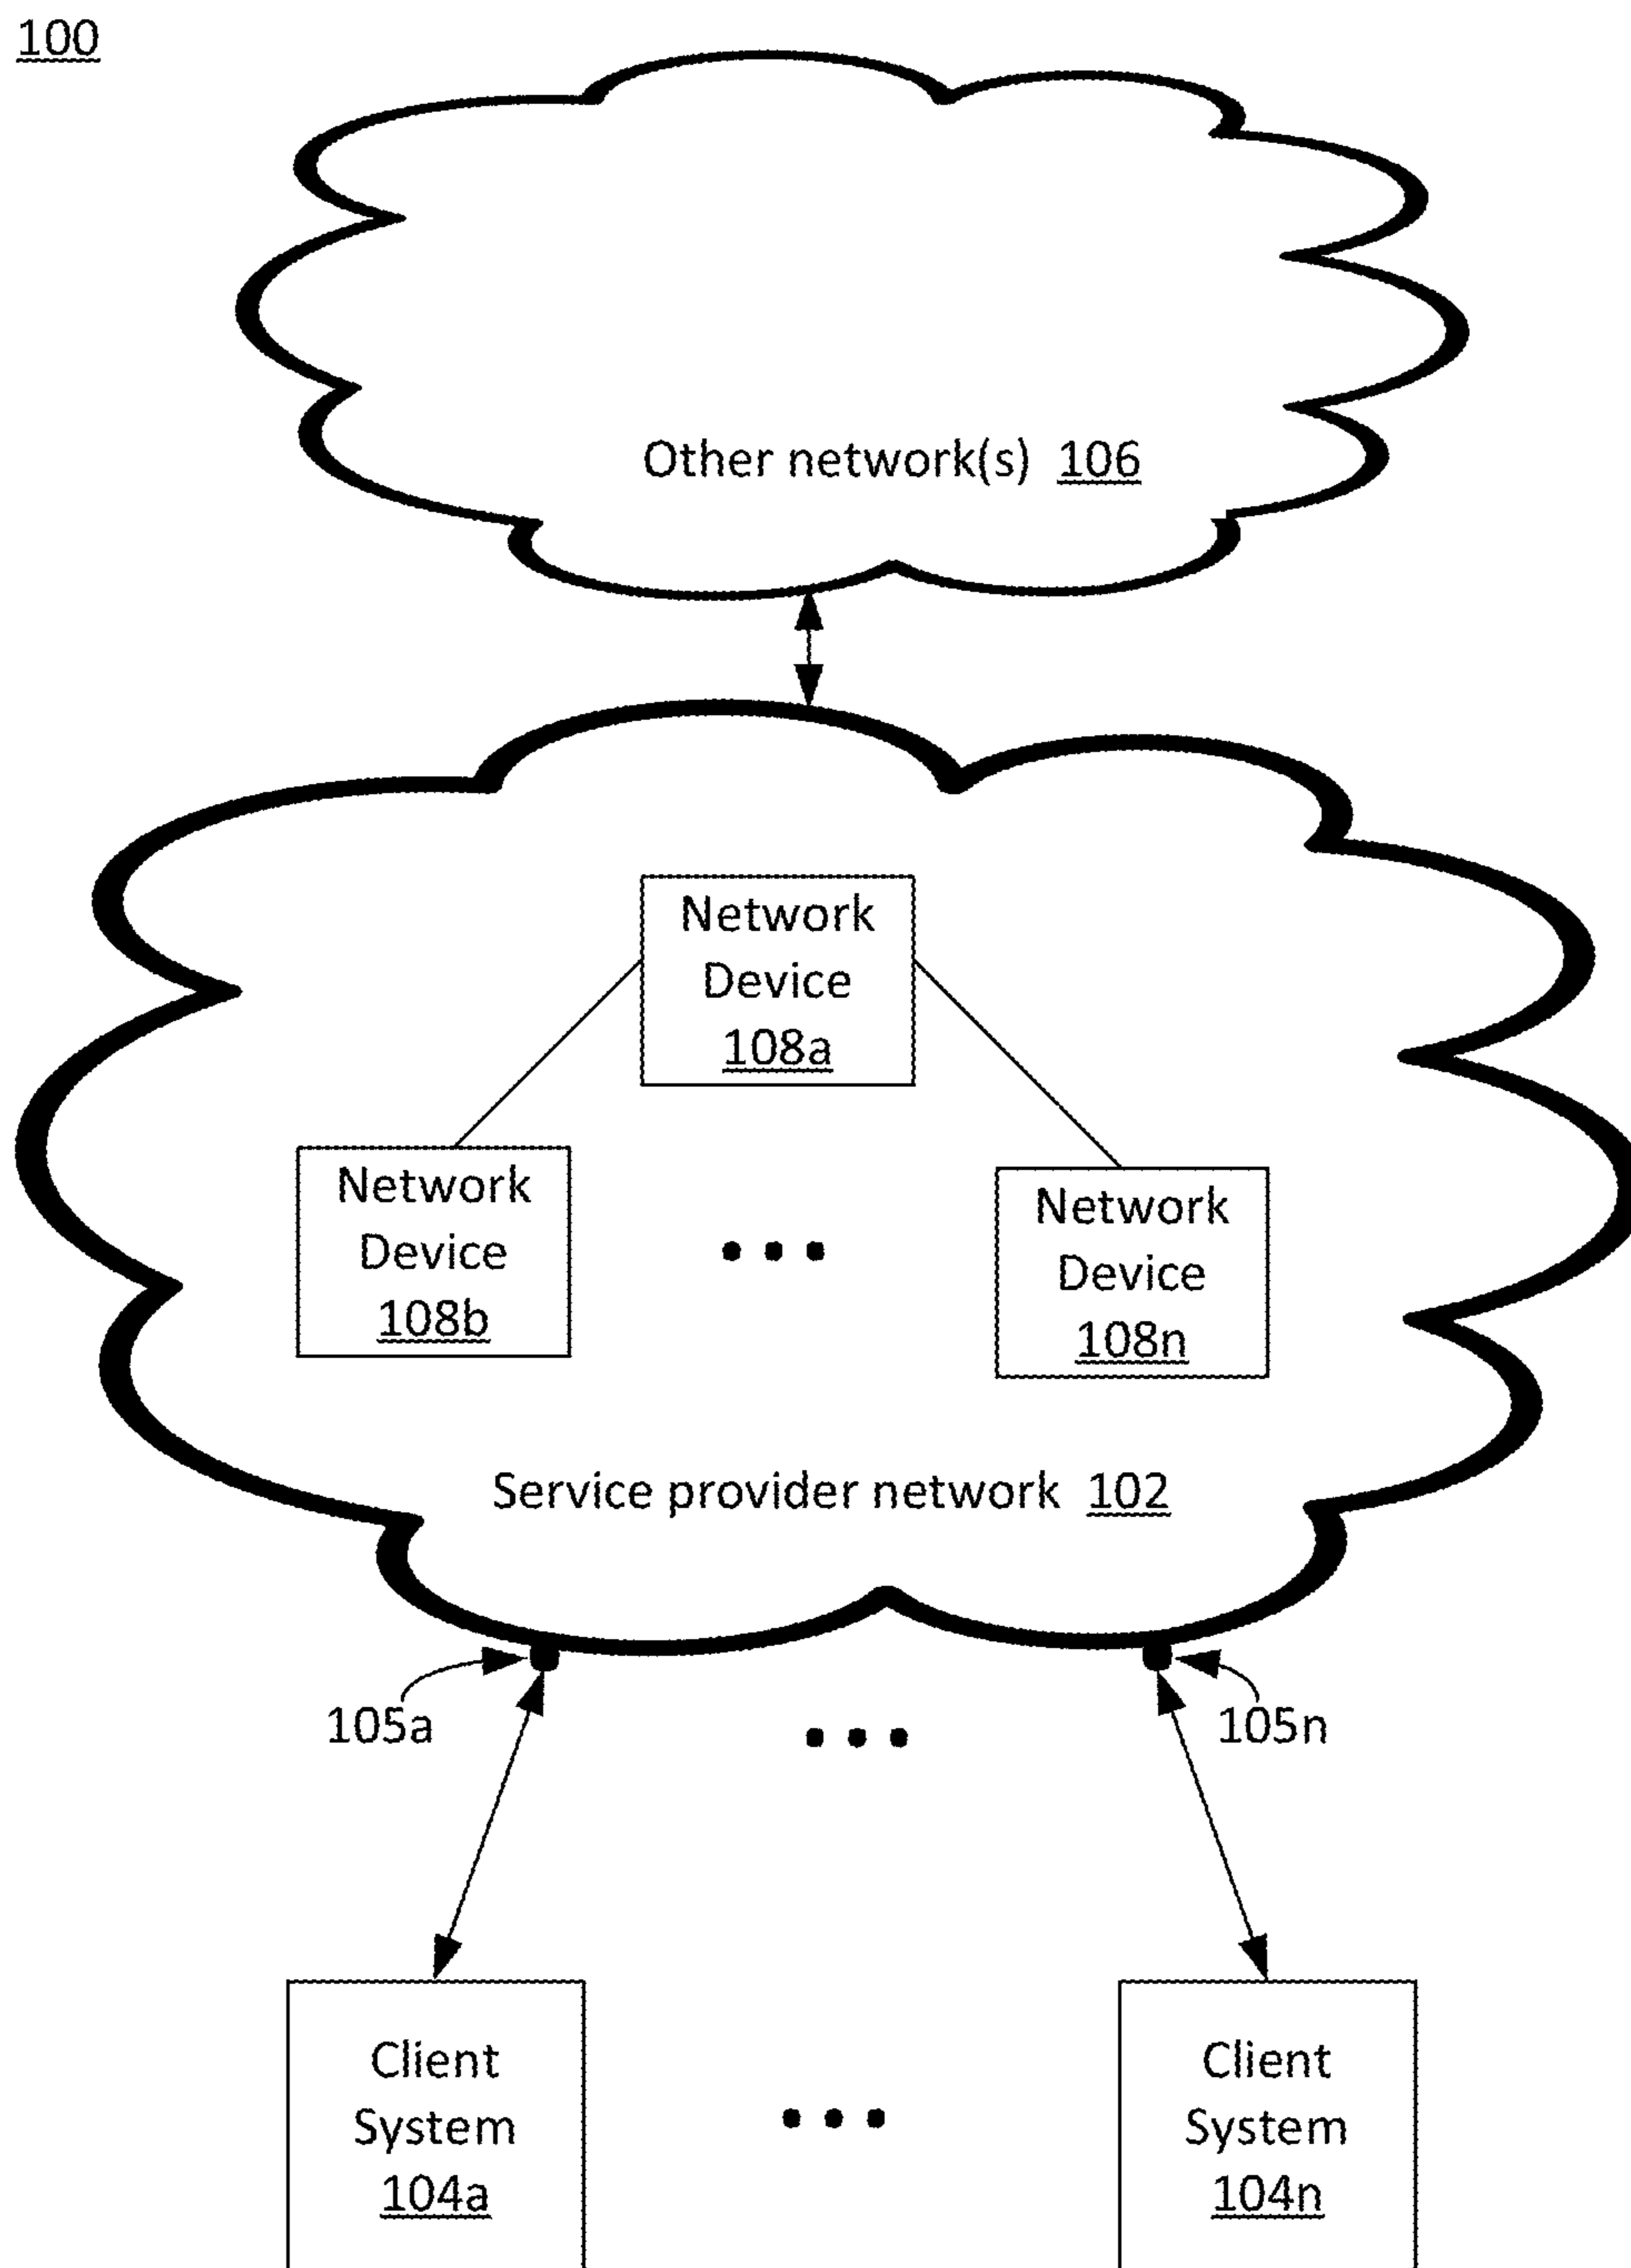 100
Other network(s) 106
Network
Device
108a
Network
Device
108b
...
Network
Device
108n
Service provider network 102
105a
...
105n
Client
System
104a
...
Client
System
104n